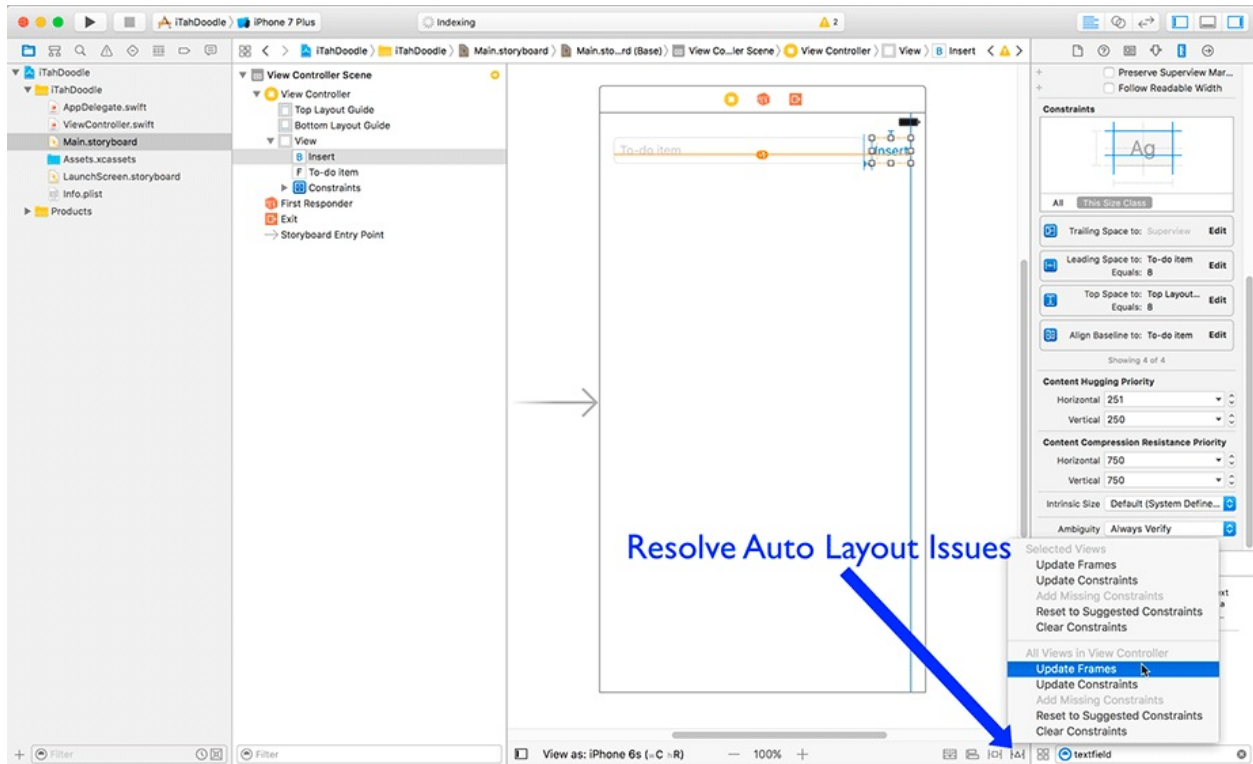 iTahDoodle
iPhone 7 Plus
Indexing
2
iTahDoodle
iTahDoodle
Main.storyboard
Main.sto...rd (Base)
View Co...ler Scene
View Controller
View
B Insert
iTahDoodle
iTahDoodle
AppDelegate.swift
ViewController.swift
Main.storyboard
Assets.xcassets
LaunchScreen.storyboard
Info.plist
Products
Filter
View Controller Scene
View Controller
Top Layout Guide
Bottom Layout Guide
View
B Insert
F To-do item
Constraints
First Responder
Exit
Storyboard Entry Point
Filter
To-do item
Insert
Resolve Auto Layout Issues
View as: iPhone 6s (wC hR)
— 100% +
Preserve Superview Mar...
Follow Readable Width
Constraints
Ag
All This Size Class
Trailing Space to: Superview Edit
Leading Space to: To-do item
Equals: 8 Edit
Top Space to: Top Layout...
Equals: 8 Edit
Align Baseline to: To-do item Edit
Showing 4 of 4
Content Hugging Priority
Horizontal 251
Vertical 250
Content Compression Resistance Priority
Horizontal 750
Vertical 750
Intrinsic Size Default (System Define...
Ambiguity Always Verify
Selected Views
Update Frames
Update Constraints
Add Missing Constraints
Reset to Suggested Constraints
Clear Constraints
All Views in View Controller
Update Frames
Update Constraints
Add Missing Constraints
Reset to Suggested Constraints
Clear Constraints
textfield